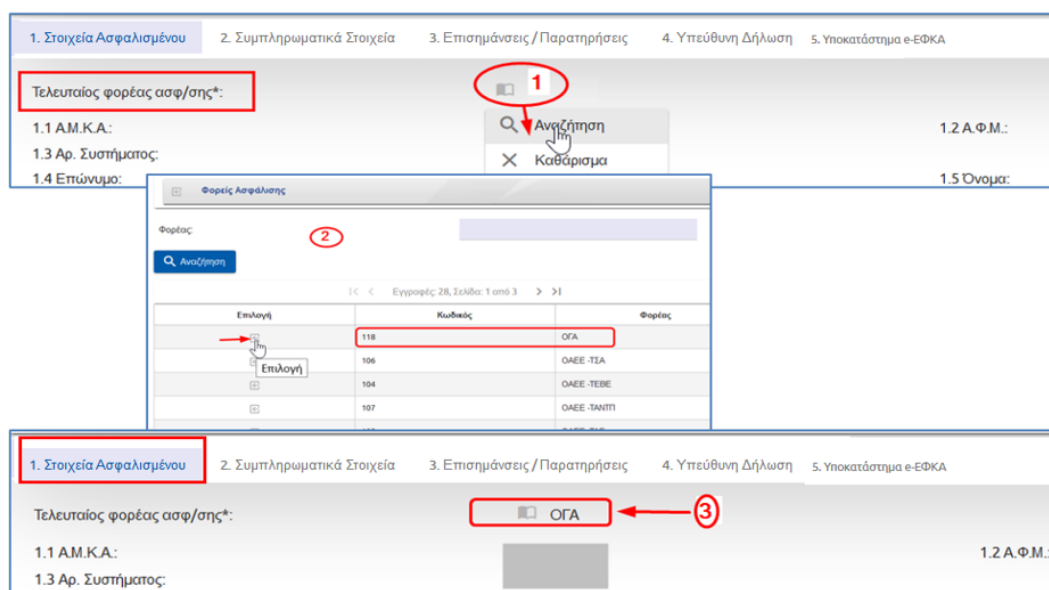 1. Στοιχεία Ασφαλισμένου 2. Συμπληρωματικά Στοιχεία 3. Επισημάνσεις / Παρατηρήσεις 4. Υπεύθυνη Δήλωση 5. Υποκατάστημα e-ΕΦΚΑ
Τελευταίος φορέας ασφ/σης*: 1
Αναζήτηση
1.1 Α.Μ.Κ.Α.: 1.2 Α.Φ.Μ.:
1.3 Αρ. Συστήματος:
Καθάρισμα
1.4 Επώνυμο: 1.5 Όνομα:
Φορείς Ασφάλισης
Φορέας: 2
Αναζήτηση
Εγγραφές: 28, Σελίδα: 1 από 3
Επιλογή Κωδικός Φορέας
118 ΟΓΑ
Επιλογή 106 ΟΑΕΕ -ΤΣΑ
104 ΟΑΕΕ -ΤΕΒΕ
107 ΟΑΕΕ -ΤΑΝΤΠ
1. Στοιχεία Ασφαλισμένου 2. Συμπληρωματικά Στοιχεία 3. Επισημάνσεις / Παρατηρήσεις 4. Υπεύθυνη Δήλωση 5. Υποκατάστημα e-ΕΦΚΑ
Τελευταίος φορέας ασφ/σης*: ΟΓΑ 3
1.1 Α.Μ.Κ.Α.: 1.2 Α.Φ.Μ.:
1.3 Αρ. Συστήματος: